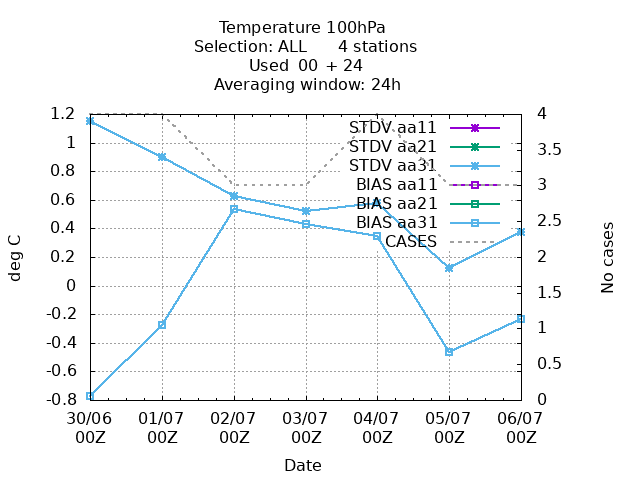 Temperature 100hPa
Selection: ALL 4 stations
Used 00 + 24
Averaging window: 24h
1.2
1
0.8
0.6
0.4
0.2
0
-0.2
-0.4
-0.6
-0.8
deg C
4
3.5
3
2.5
2
1.5
1
0.5
0
No cases
STDV aa11
STDV aa21
STDV aa31
BIAS aa11
BIAS aa21
BIAS aa31
CASES
30/06 01/07 02/07 03/07 04/07 05/07 06/07
00Z 00Z 00Z 00Z 00Z 00Z 00Z
Date